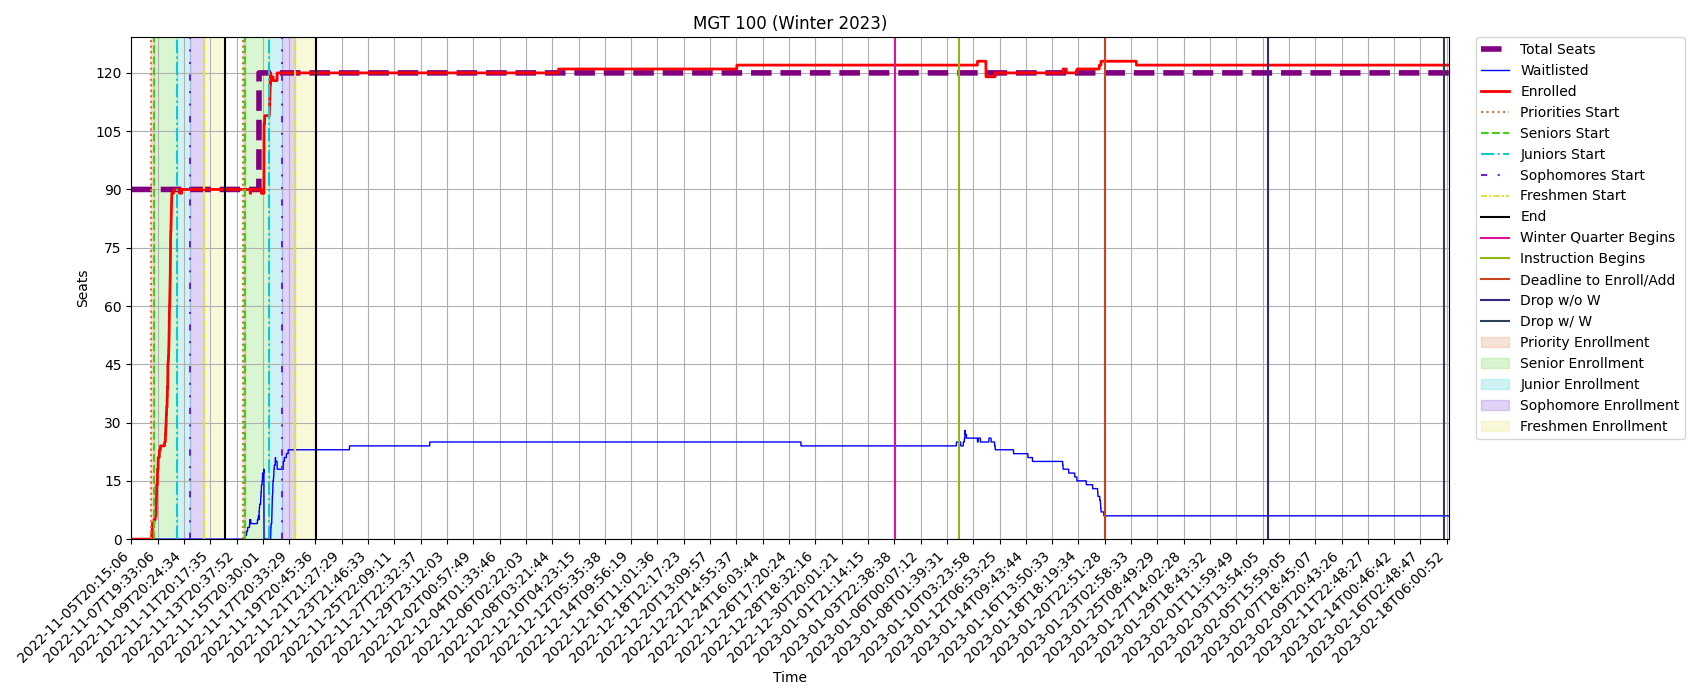 MGT 100 (Winter 2023)
Seats
120
105
90
75
60
45
30
15
0
2022-11-05T20:15:06
2022-11-07T19:33:06
2022-11-09T20:24:34
2022-11-11T20:17:35
2022-11-13T20:37:52
2022-11-15T20:30:01
2022-11-17T20:33:29
2022-11-19T20:45:36
2022-11-21T21:27:29
2022-11-23T21:46:33
2022-11-25T22:09:11
2022-11-27T22:32:37
2022-11-29T23:12:03
2022-12-02T00:57:49
2022-12-04T01:33:46
2022-12-06T02:22:03
2022-12-08T03:21:44
2022-12-10T04:23:15
2022-12-12T05:35:38
2022-12-14T09:56:19
2022-12-16T11:01:36
2022-12-18T12:17:23
2022-12-20T13:09:57
2022-12-22T14:55:37
2022-12-24T16:03:44
2022-12-26T17:20:24
2022-12-28T18:32:16
2022-12-30T20:01:21
2023-01-01T21:14:15
2023-01-03T22:38:38
2023-01-06T00:07:12
2023-01-08T01:39:31
2023-01-10T03:23:58
2023-01-12T06:53:25
2023-01-14T09:43:44
2023-01-16T13:50:33
2023-01-18T18:19:34
2023-01-20T22:51:28
2023-01-23T02:58:33
2023-01-25T08:49:29
2023-01-27T14:02:28
2023-01-29T18:43:32
2023-02-01T11:59:49
2023-02-03T13:54:05
2023-02-05T15:59:05
2023-02-07T18:45:07
2023-02-09T20:43:26
2023-02-11T22:48:27
2023-02-14T00:46:42
2023-02-16T02:48:47
2023-02-18T06:00:52
Time
Total Seats
Waitlisted
Enrolled
Priorities Start
Seniors Start
Juniors Start
Sophomores Start
Freshmen Start
End
Winter Quarter Begins
Instruction Begins
Deadline to Enroll/Add
Drop w/o W
Drop w/ W
Priority Enrollment
Senior Enrollment
Junior Enrollment
Sophomore Enrollment
Freshmen Enrollment